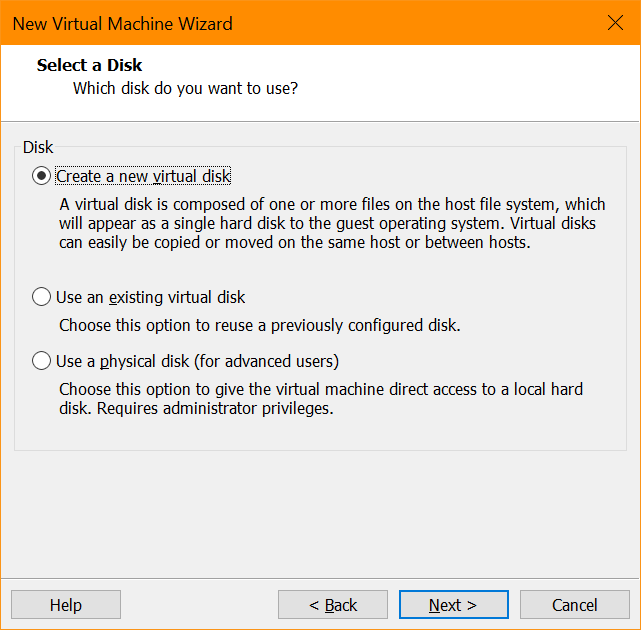 New Virtual Machine Wizard
Select a Disk
Which disk do you want to use?
Disk
Create a new virtual disk
A virtual disk is composed of one or more files on the host file system, which
will appear as a single hard disk to the guest operating system. Virtual disks
can easily be copied or moved on the same host or between hosts.
Use an existing virtual disk
Choose this option to reuse a previously configured disk.
Use a physical disk (for advanced users)
Choose this option to give the virtual machine direct access to a local hard
disk. Requires administrator privileges.
Help
< Back
Next >
Cancel